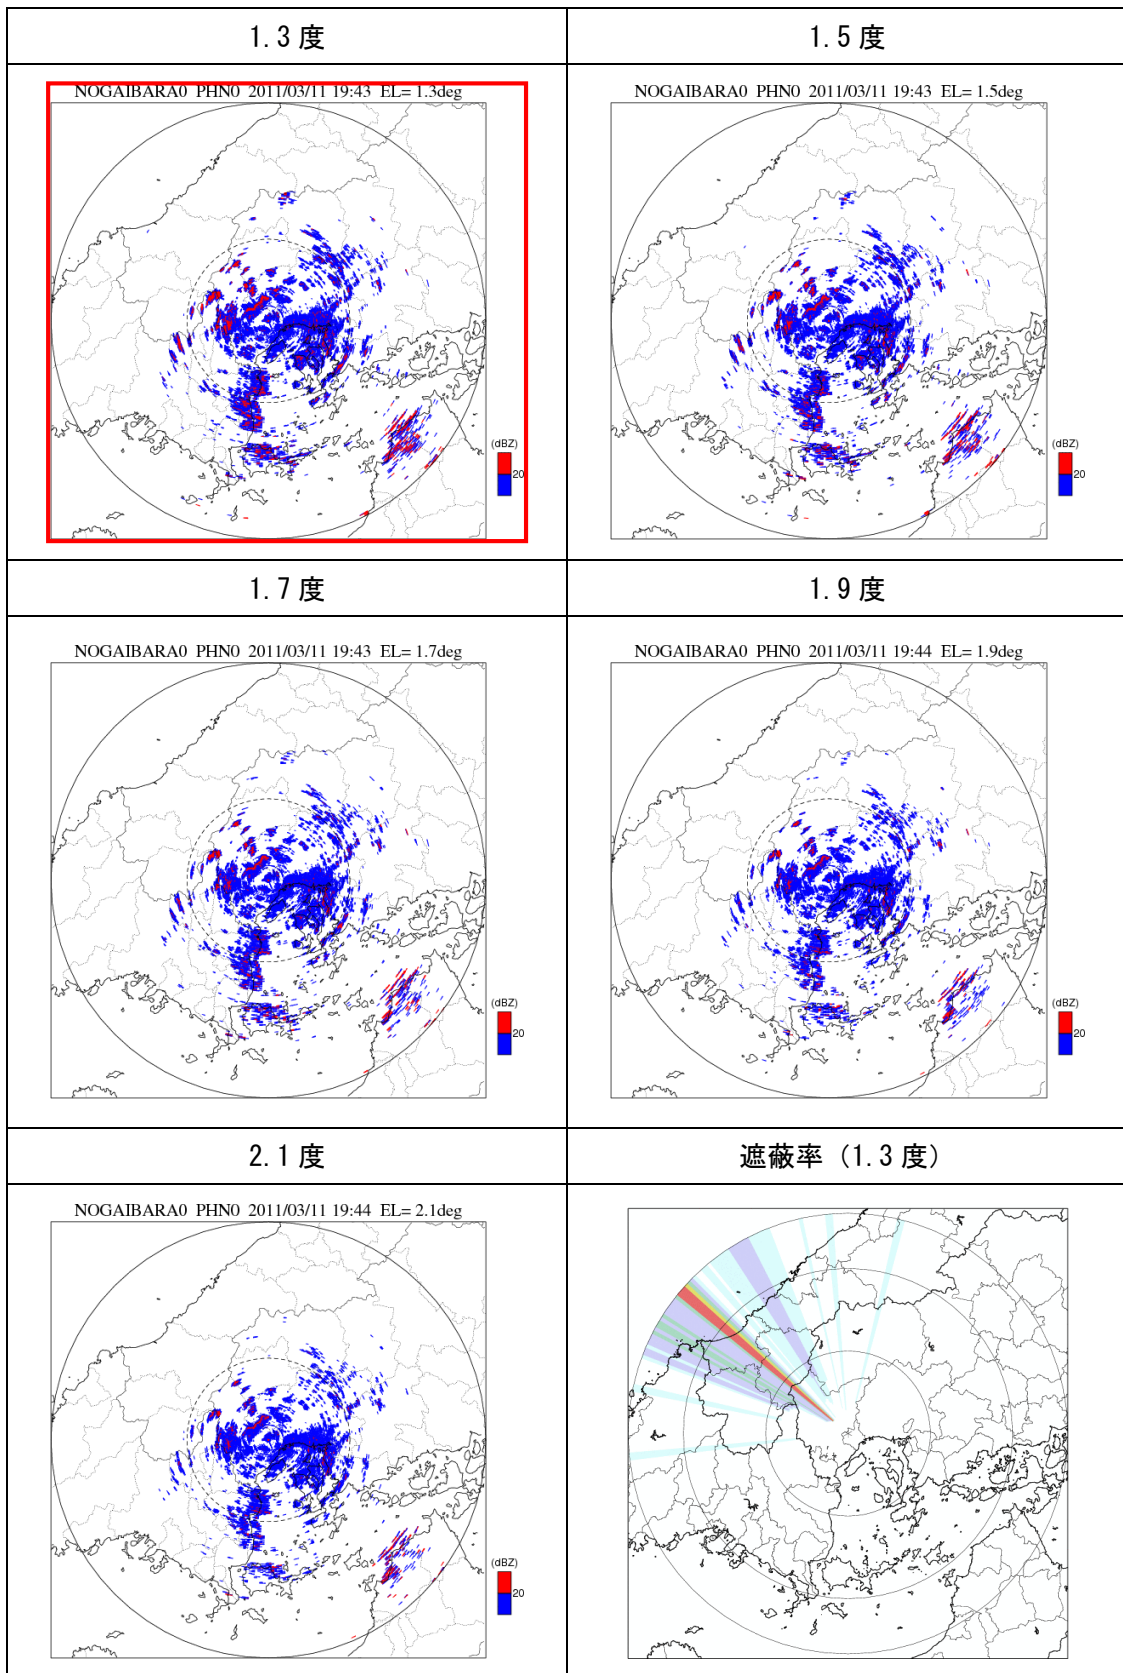 1.3 度
1.5 度
NOGAIBARA0 PHN0 2011/03/11 19:43 EL= 1.3deg
(dBZ)
20
NOGAIBARA0 PHN0 2011/03/11 19:43 EL= 1.5deg
(dBZ)
20
1.7 度
1.9 度
NOGAIBARA0 PHN0 2011/03/11 19:43 EL= 1.7deg
(dBZ)
20
NOGAIBARA0 PHN0 2011/03/11 19:44 EL= 1.9deg
(dBZ)
20
2.1 度
遮蔽率（1.3 度）
NOGAIBARA0 PHN0 2011/03/11 19:44 EL= 2.1deg
(dBZ)
20